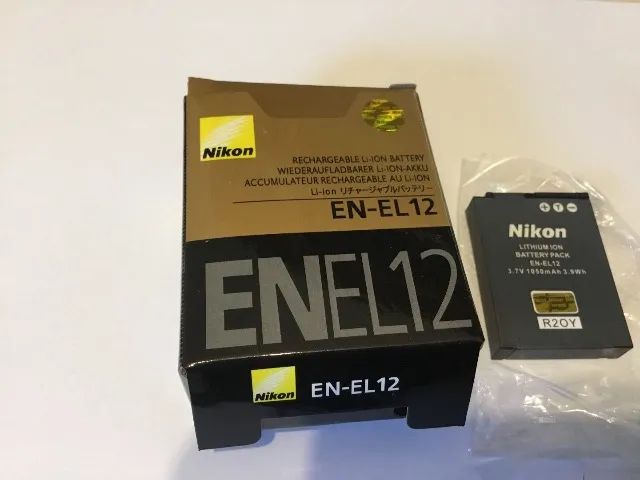 Nikon
RECHARGEABLE Li-ION BATTERY
WIEDERAUFLADBARER Li-ION-AKKU
ACCUMULATEUR RECHARGEABLE AU Li-ION
Li-ion リチャージャブルバッテリー
EN-EL12
ENEL12
Nikon
EN-EL12
+ T -
Nikon
LITHIUM ION
BATTERY PACK
EN-EL12
3.7V 1050mAh 3.9Wh
R20Y